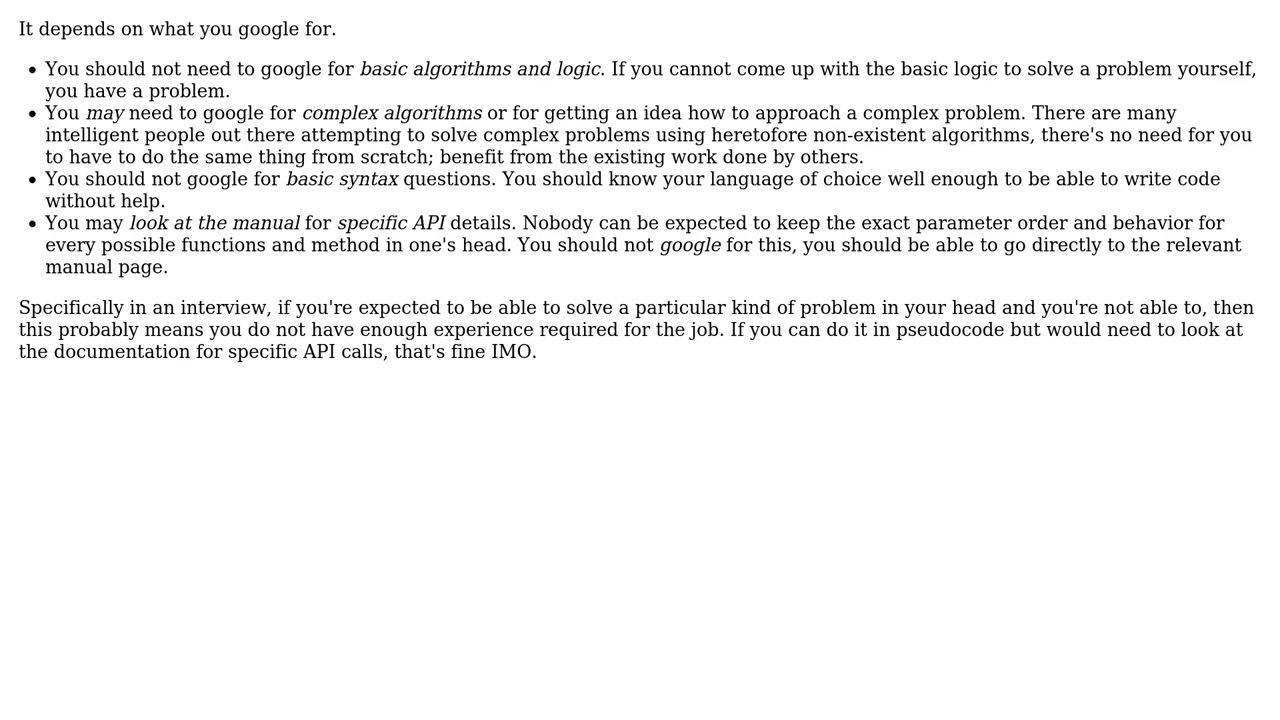 It depends on what you google for.
• You should not need to google for basic algorithms and logic. If you cannot come up with the basic logic to solve a problem yourself,
you have a problem.
• You may need to google for complex algorithms or for getting an idea how to approach a complex problem. There are many
intelligent people out there attempting to solve complex problems using heretofore non-existent algorithms, there's no need for you
to have to do the same thing from scratch; benefit from the existing work done by others.
• You should not google for basic syntax questions. You should know your language of choice well enough to be able to write code
without help.
• You may look at the manual for specific API details. Nobody can be expected to keep the exact parameter order and behavior for
every possible functions and method in one's head. You should not google for this, you should be able to go directly to the relevant
manual page.
Specifically in an interview, if you're expected to be able to solve a particular kind of problem in your head and you're not able to, then
this probably means you do not have enough experience required for the job. If you can do it in pseudocode but would need to look at
the documentation for specific API calls, that's fine IMO.